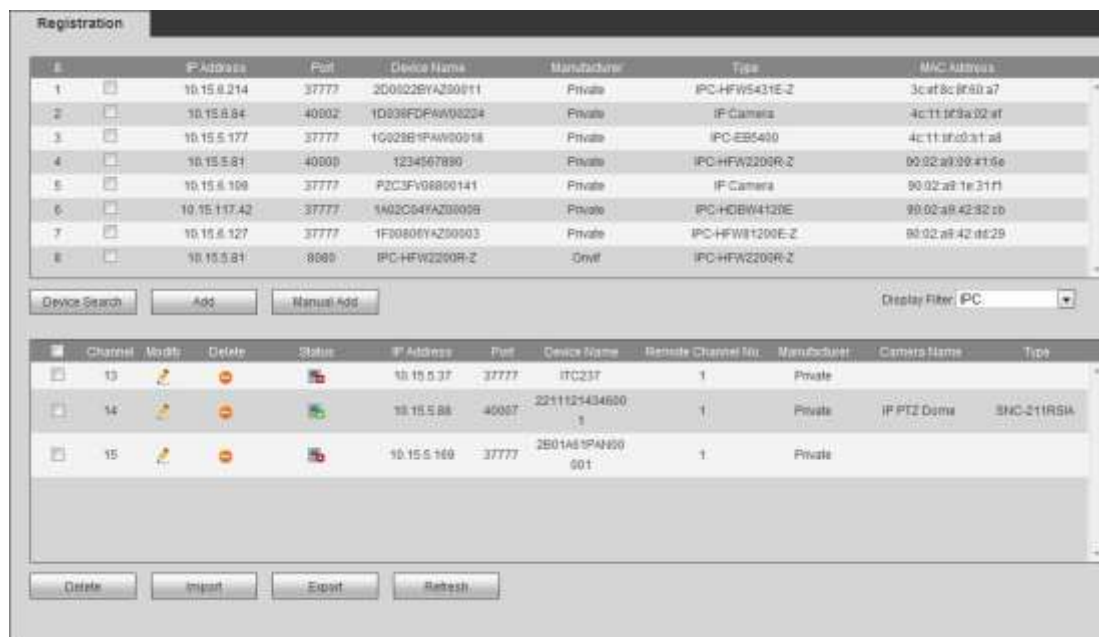 Registration
IP Address Port Device Name Manufacturer Type MAC Address
1 10.15.6.214 37777 2D0022BYAZ00011 Private IPC-HFW5431E-Z
2 10.15.6.84 40002 Private IP Camera
3 10.15.5.177 37777 Private IPC-EB5400
4 10.15.5.81 40000 1234567890 Private IPC-HFW2200R-Z
5 10.15.6.108 37777 PZC3FV08800141 Private IP Camera
6 10.15.117.42 37777 1A02C04YAZ00009 Private IPC-HDBW4120E
7 10.15.6.127 37777 1F00806YAZ00003 Private IPC-HFW81200E-Z
8 10.15.5.81 8080 IPC-HFW2200R-Z Onvif IPC-HFW2200R-Z
Device Search Add Manual Add Display Filter IPC
Channel Modify Delete Status IP Address Port Device Name Remote Channel No. Manufacturer Camera Name Type
13 10.15.5.37 37777 ITC237 1 Private
14 10.15.5.88 40007 2211121434600
1 1 Private IP PTZ Dome SNC-211RSIA
15 10.15.5.169 37777 2B01A61PAN00
001 1 Private
Delete Import Export Refresh